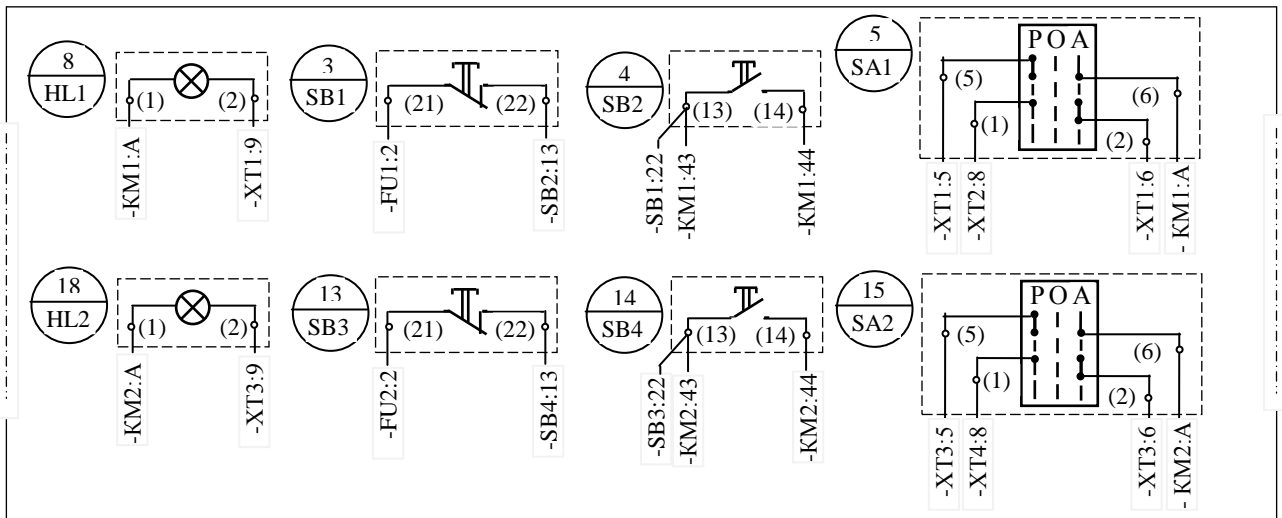 8
HL1
(1)
(2)
-KM1:A
-XT1:9
3
SB1
(21)
(22)
-FU1:2
-SB2:13
4
SB2
(13)
(14)
-SB1:22
-KM1:43
-KM1:44
5
SA1
P O A
(5)
(1)
(6)
(2)
-XT1:5
-XT2:8
-XT1:6
- KM1:A
18
HL2
(1)
(2)
-KM2:A
-XT3:9
13
SB3
(21)
(22)
-FU2:2
-SB4:13
14
SB4
(13)
(14)
-SB3:22
-KM2:43
-KM2:44
15
SA2
P O A
(5)
(1)
(6)
(2)
-XT3:5
-XT4:8
-XT3:6
- KM2:A